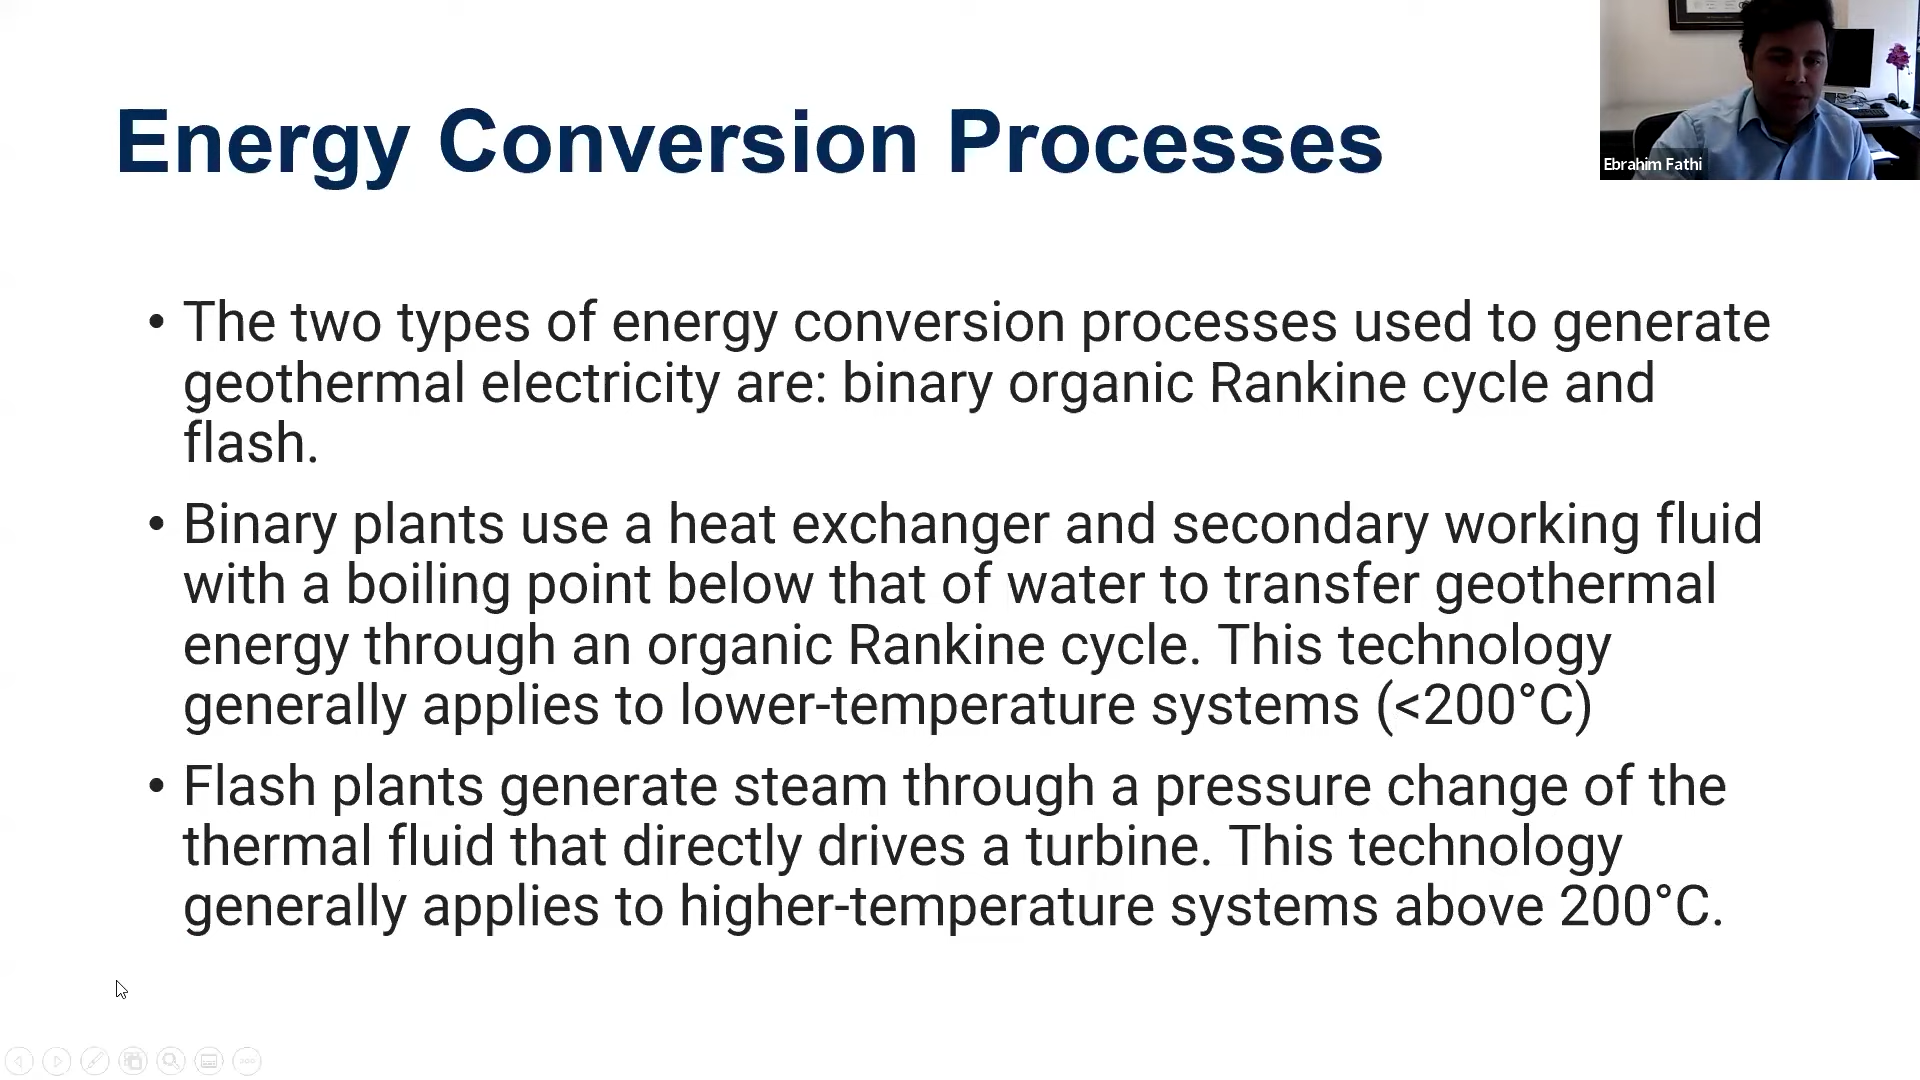 Energy Conversion Processes
Ebrahim Fathi
• The two types of energy conversion processes used to generate
geothermal electricity are: binary organic Rankine cycle and
flash.
• Binary plants use a heat exchanger and secondary working fluid
with a boiling point below that of water to transfer geothermal
energy through an organic Rankine cycle. This technology
generally applies to lower-temperature systems (<200°C)
• Flash plants generate steam through a pressure change of the
thermal fluid that directly drives a turbine. This technology
generally applies to higher-temperature systems above 200°C.